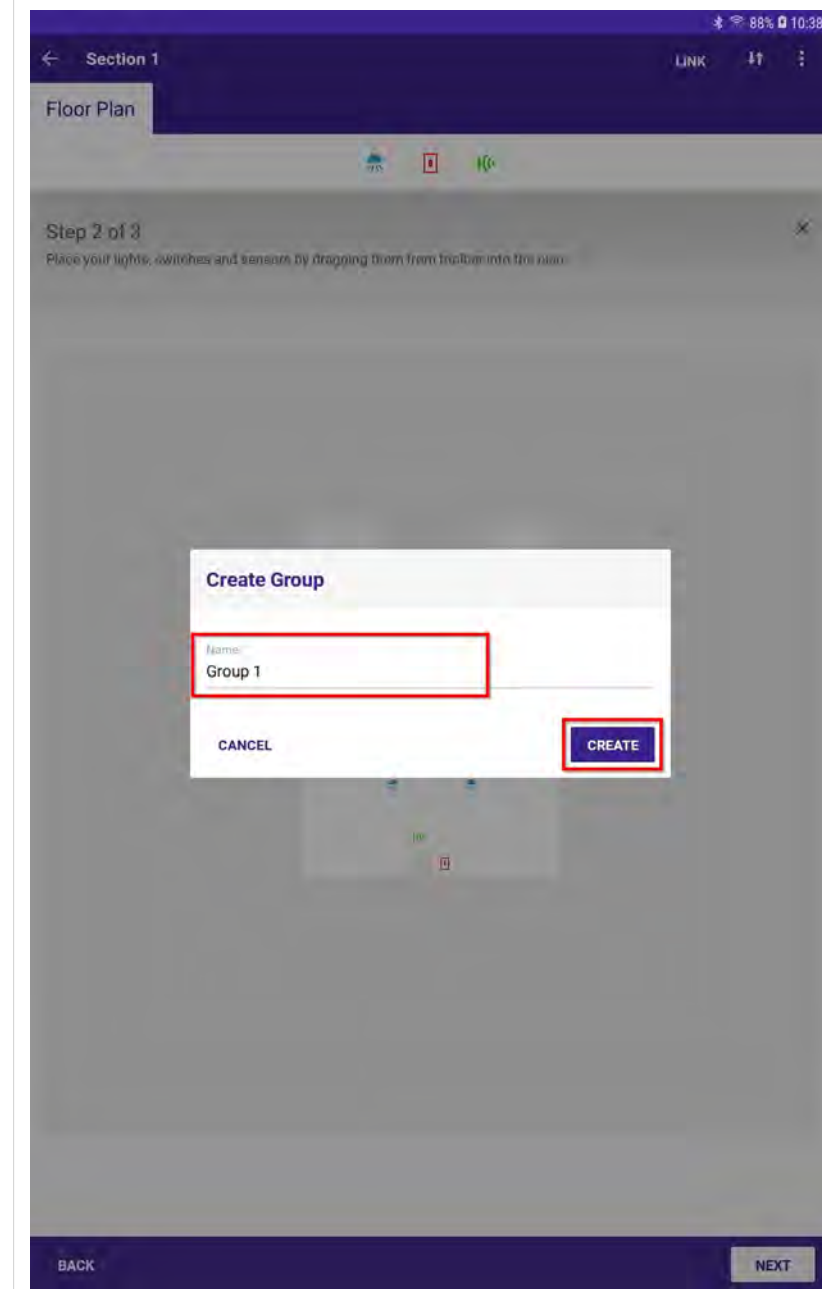 88% 10:38
Section 1 LINK
Floor Plan
Step 2 of 3
Place your lights, switches and sensors by dragging them from toolbar into the plan
Create Group
Name
Group 1
CANCEL CREATE
BACK NEXT